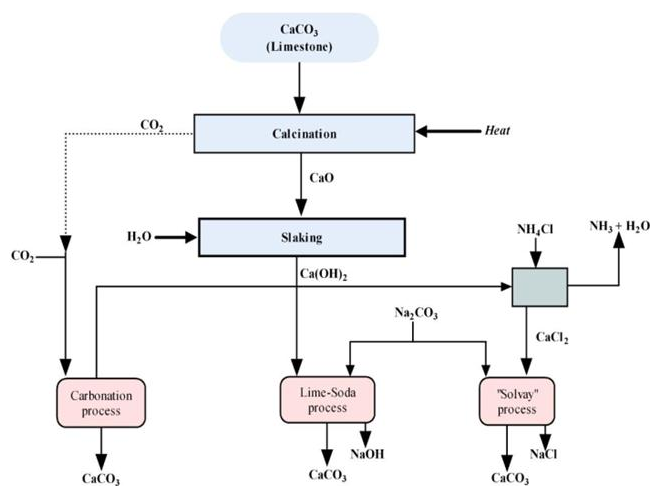 CaCO₃
(Limestone)
CO₂
Calcination
Heat
CaO
H₂O
Slaking
NH₄Cl
NH₃ + H₂O
CO₂
Ca(OH)₂
Na₂CO₃
CaCl₂
Carbonation
process
Lime-Soda
process
"Solvay"
process
NaOH
NaCl
CaCO₃
CaCO₃
CaCO₃